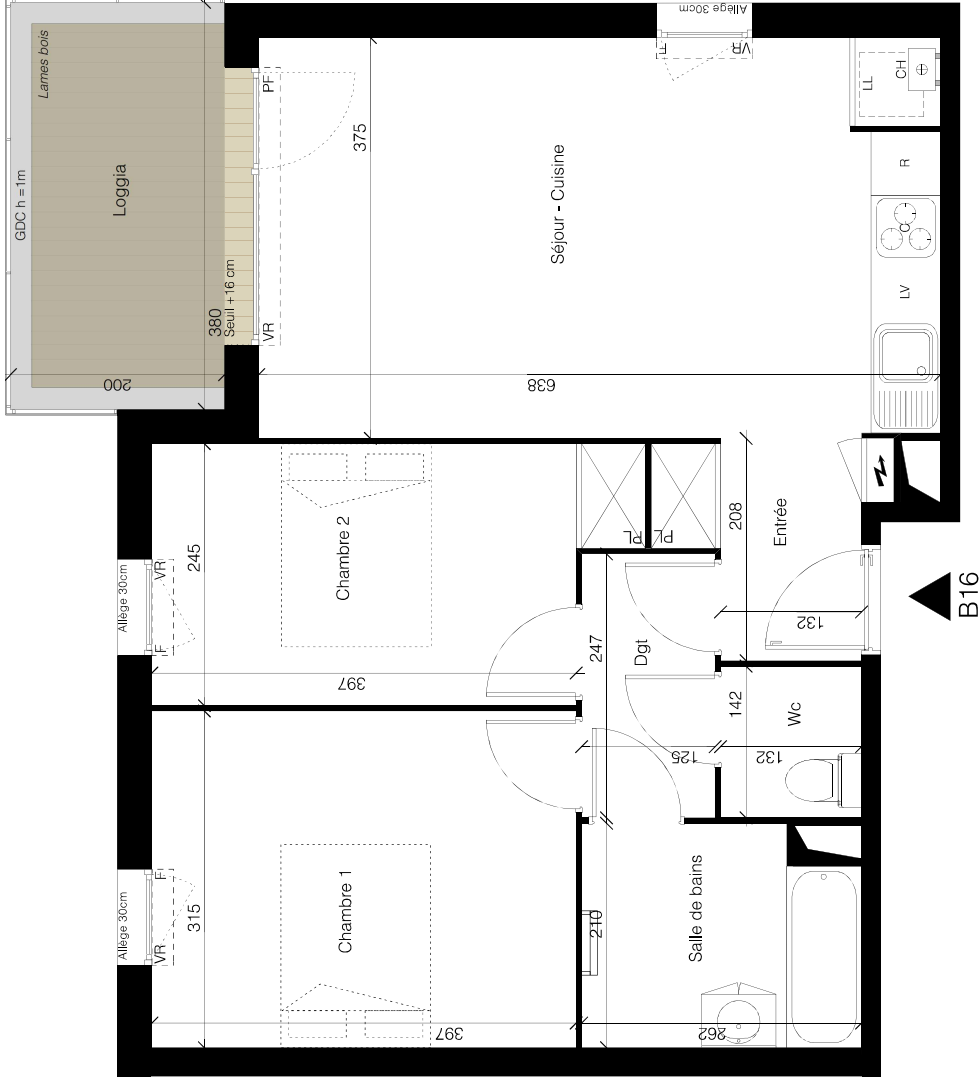 Allège 30cm
F
VR
Lames bois
GDC h =1m
Loggia
PF
LL
CH
375
Séjour - Cuisine
R
C
LV
Seuil +16 cm
380
VR
200
638
PL
PL
208
Entrée
Allège 30cm
VR
F
245
Chambre 2
247
Dgt
132
B16
397
142
Wc
125
132
Allège 30cm
F
VR
315
Chambre 1
210
Salle de bains
397
262